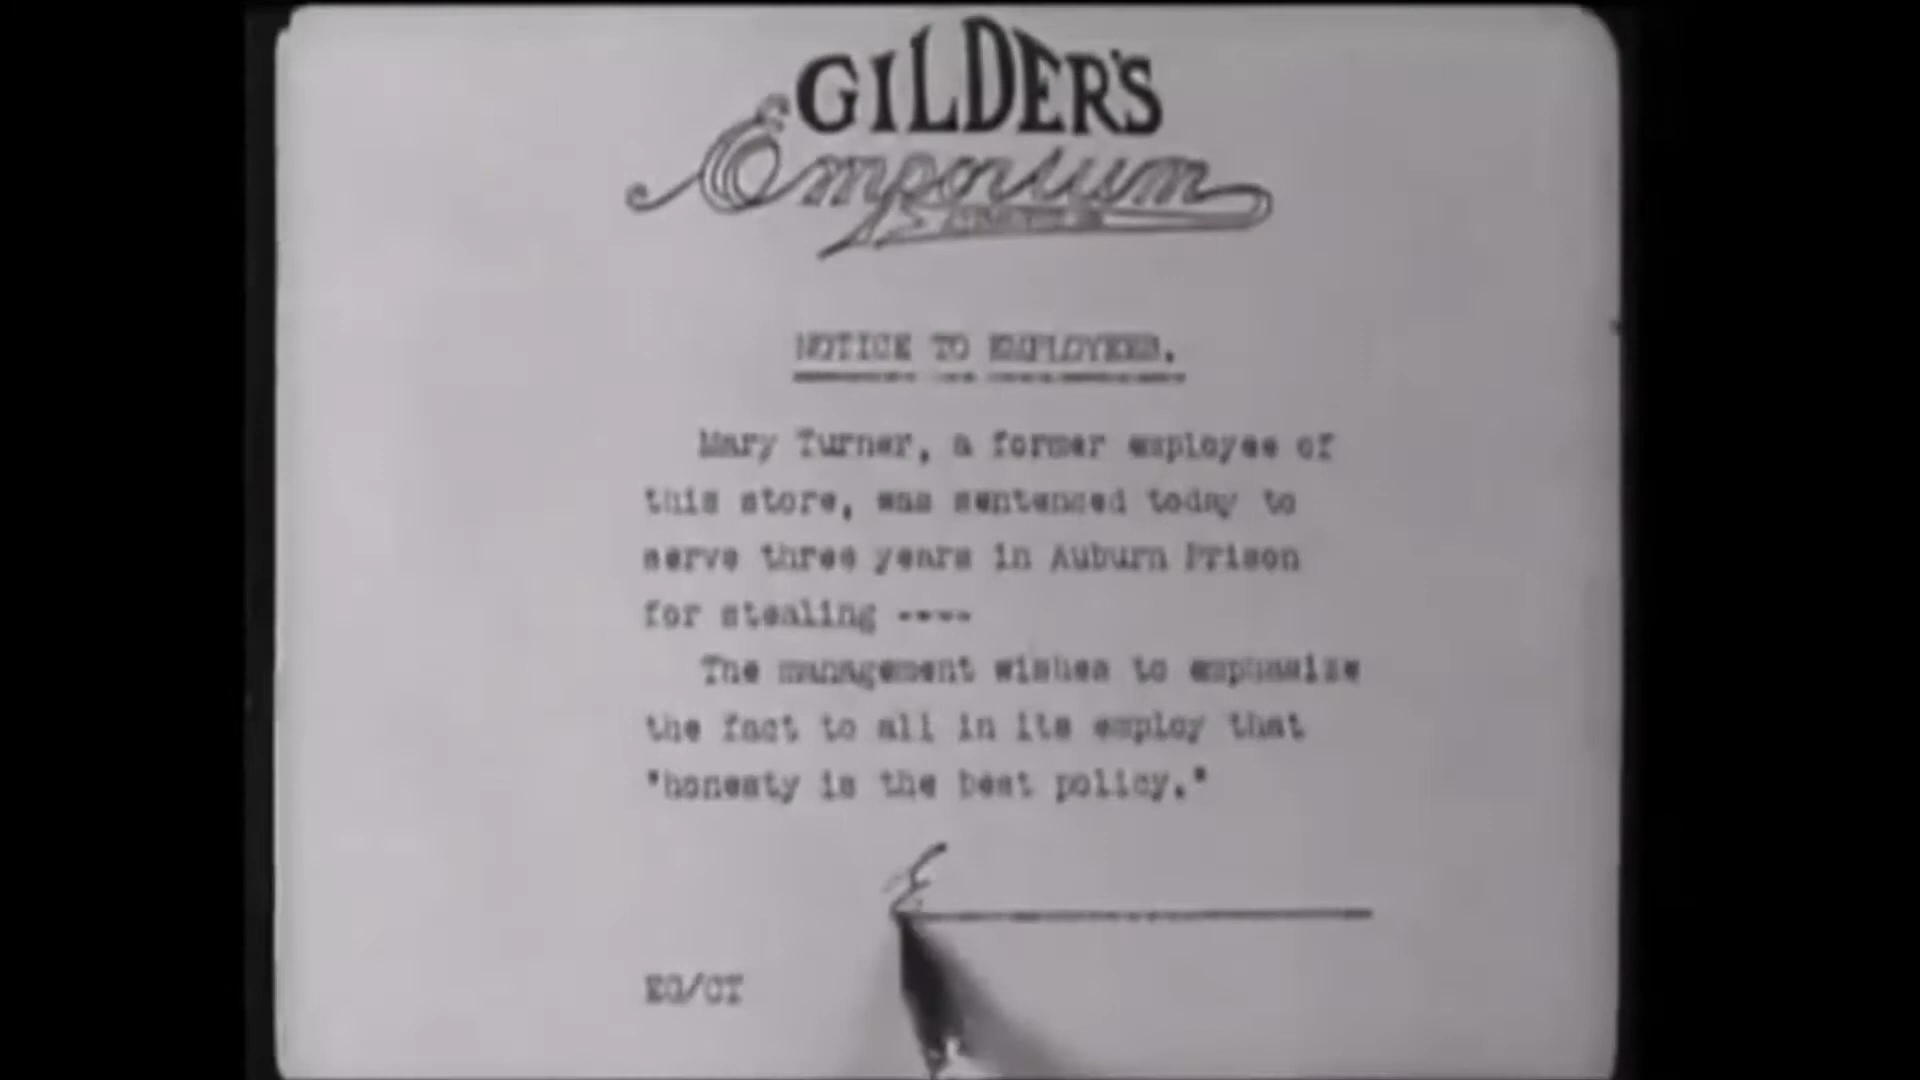 GILDER'S
Emporium
NOTICE TO EMPLOYEES.
Mary Turner, a former employee of
this store, was sentenced today to
serve three years in Auburn Prison
for stealing ----
The management wishes to emphasize
the fact to all in its employ that
"honesty is the best policy."
E
EG/CT